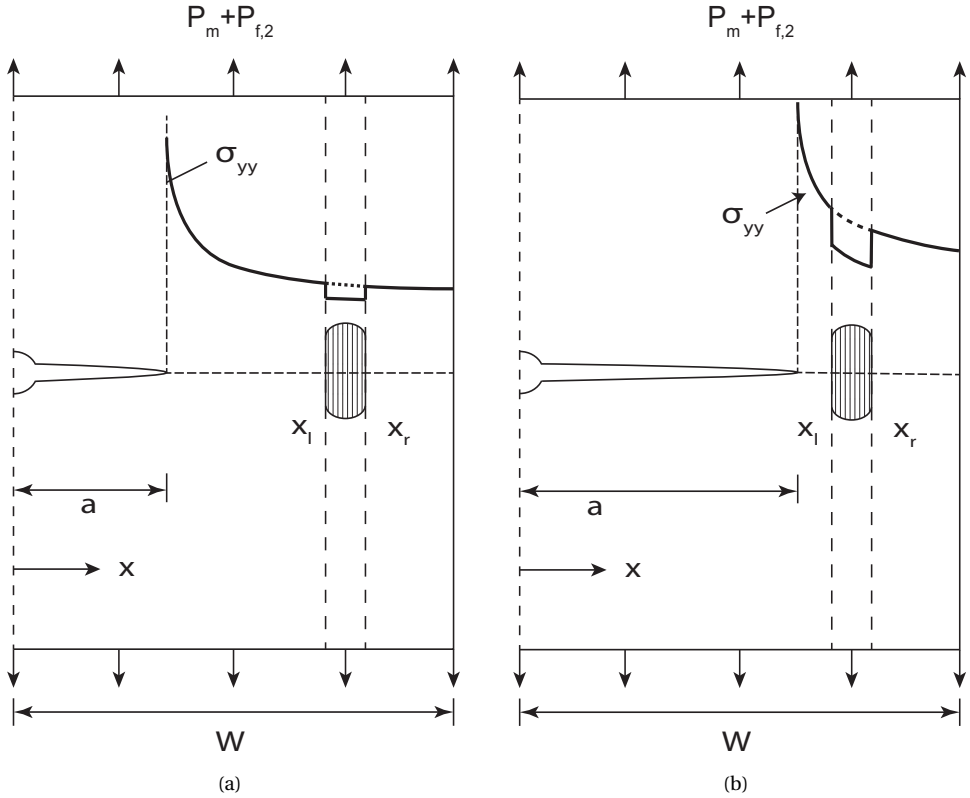 P_m+P_f,2
σ_yy
x_l
x_r
a
x
W
(a)
P_m+P_f,2
σ_yy
x_l
x_r
a
x
W
(b)